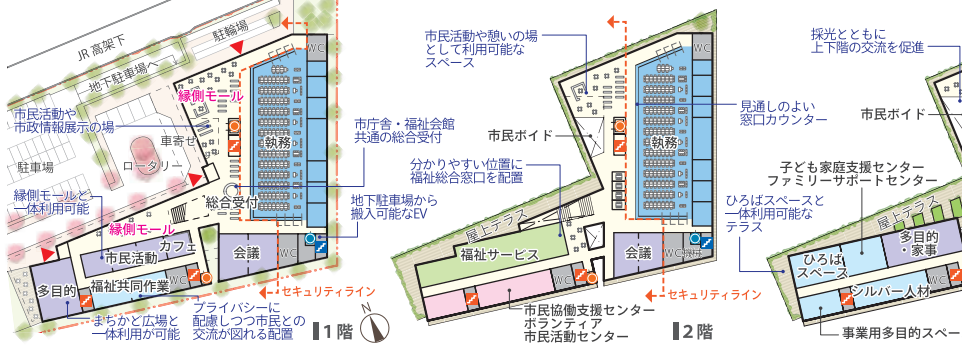 JR 高架下
駐輪場
地下駐車場へ
WC
縁側モール
市民活動や
市政情報展示の場
車寄せ
執務
駐車場
ロータリー
市庁舎・福祉会館
共通の総合受付
縁側モールと
一体利用可能
総合受付
地下駐車場から
搬入可能なEV
縁側モール
カフェ
市民活動
会議
WC
多目的
福祉共同作業
WC
セキュリティライン
まちかど広場と
一体利用が可能
プライバシーに
配慮しつつ市民との
交流が図れる配置
1階
N
市民活動や憩いの場
として利用可能な
スペース
WC
市民ボイド
見通しのよい
窓口カウンター
執務
分かりやすい位置に
福祉総合窓口を配置
屋上テラス
福祉サービス
会議
WC
機械
WC
セキュリティライン
市民協働支援センター
ボランティア
市民活動センター
2階
採光とともに
上下階の交流を促進
市民ボイド
子ども家庭支援センター
ファミリーサポートセンター
ひろばスペースと
一体利用可能な
テラス
屋上テラス
多目的
・家事
ひろば
スペース
WC
シルバー人材
事業用多目的スペー